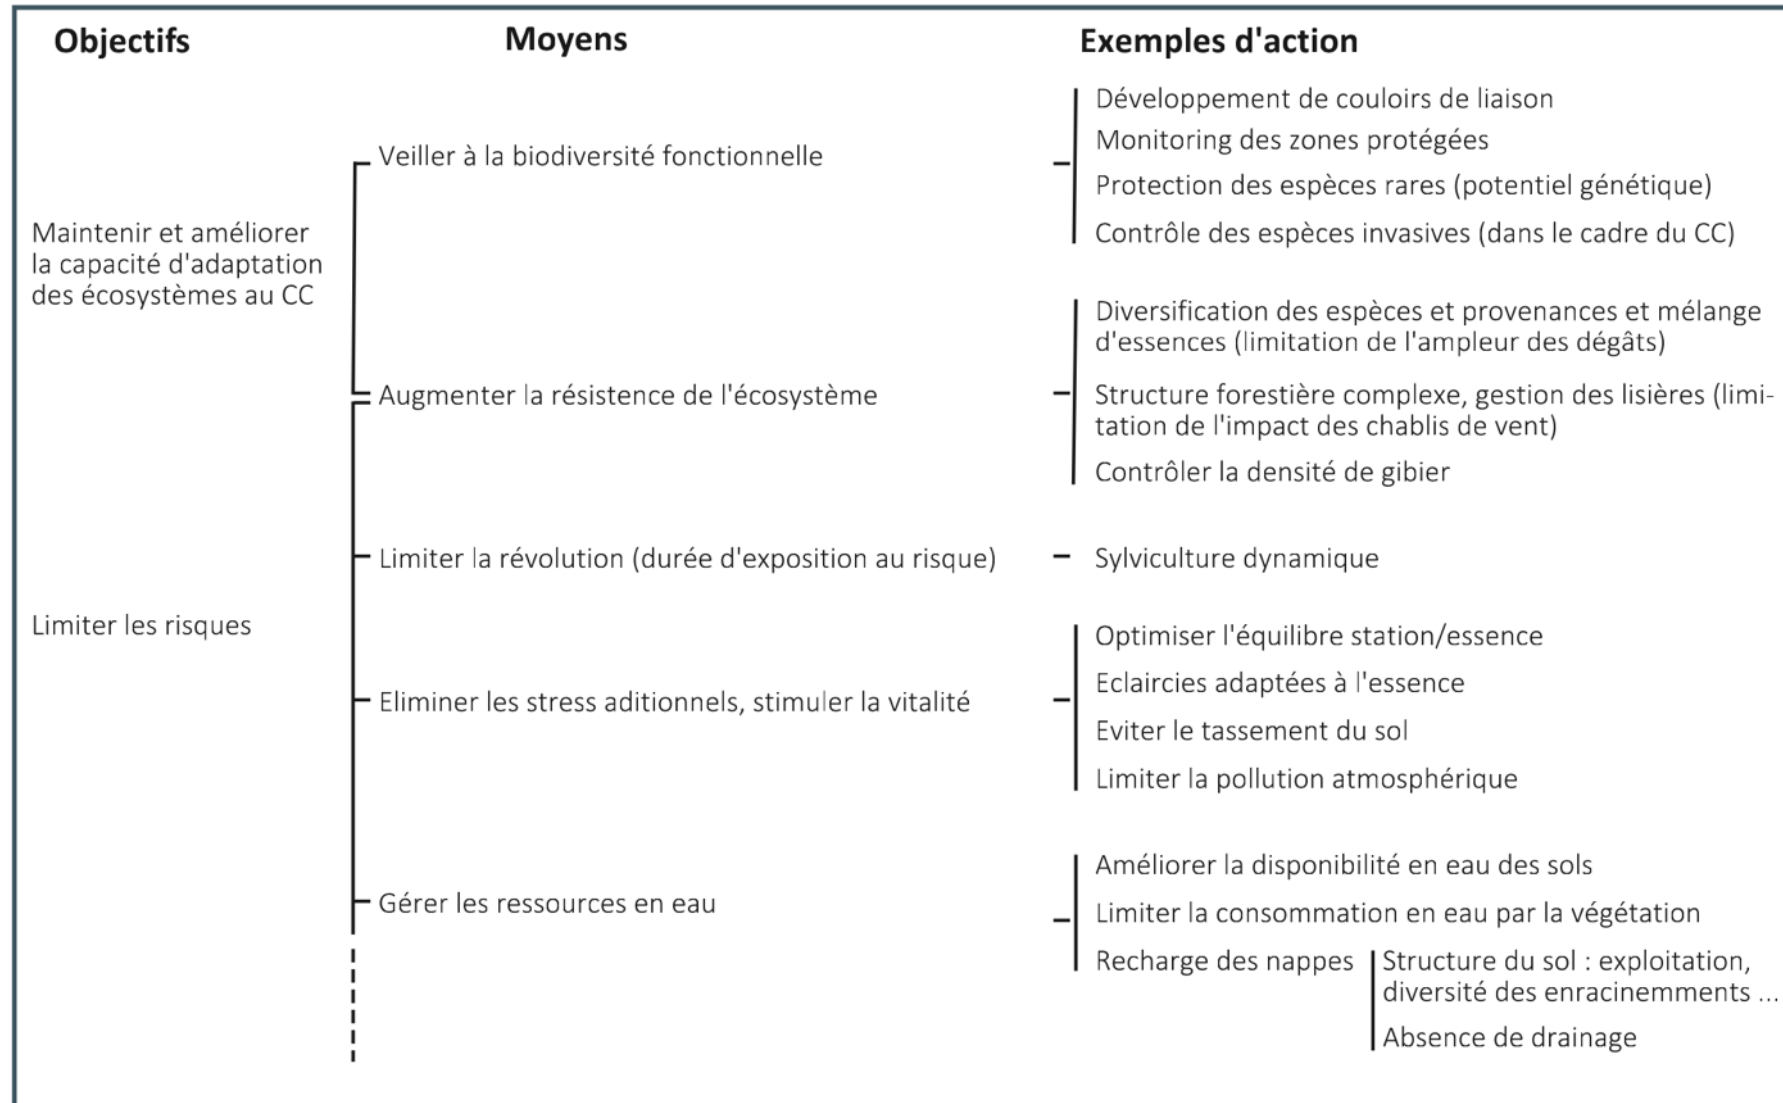 Objectifs
Moyens
Exemples d'action
Maintenir et améliorer
la capacité d'adaptation
des écosystèmes au CC
Veiller à la biodiversité fonctionnelle
Développement de couloirs de liaison
Monitoring des zones protégées
Protection des espèces rares (potentiel génétique)
Contrôle des espèces invasives (dans le cadre du CC)
Augmenter la résistence de l'écosystème
Diversification des espèces et provenances et mélange
d'essences (limitation de l'ampleur des dégâts)
Structure forestière complexe, gestion des lisières (limi-
tation de l'impact des chablis de vent)
Contrôler la densité de gibier
Limiter les risques
Limiter la révolution (durée d'exposition au risque)
Sylviculture dynamique
Eliminer les stress aditionnels, stimuler la vitalité
Optimiser l'équilibre station/essence
Eclaircies adaptées à l'essence
Eviter le tassement du sol
Limiter la pollution atmosphérique
Gérer les ressources en eau
Améliorer la disponibilité en eau des sols
Limiter la consommation en eau par la végétation
Recharge des nappes
Structure du sol : exploitation,
diversité des enracinemments ...
Absence de drainage